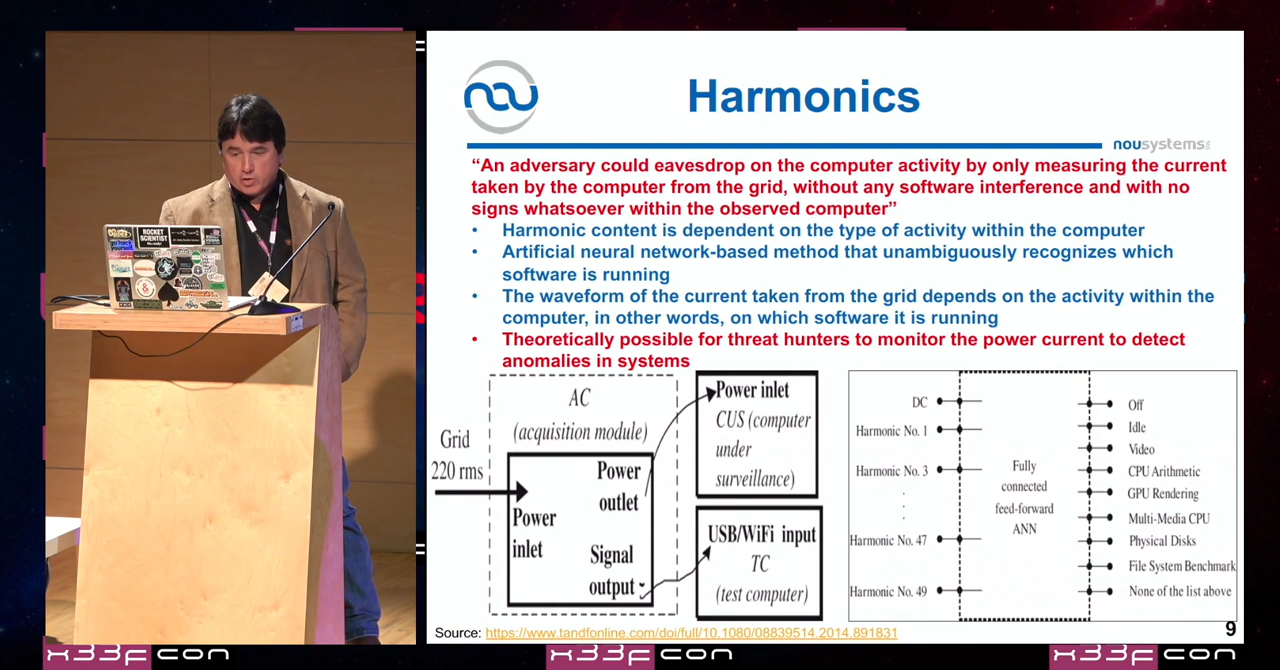 nou
Harmonics
nousystems
“An adversary could eavesdrop on the computer activity by only measuring the current
taken by the computer from the grid, without any software interference and with no
signs whatsoever within the observed computer”
• Harmonic content is dependent on the type of activity within the computer
• Artificial neural network-based method that unambiguously recognizes which
software is running
• The waveform of the current taken from the grid depends on the activity within the
computer, in other words, on which software it is running
• Theoretically possible for threat hunters to monitor the power current to detect
anomalies in systems
Grid
220 rms
AC
(acquisition module)
Power
inlet
Power
outlet
Signal
output
Power inlet
CUS (computer
under
surveillance)
USB/WiFi input
TC
(test computer)
DC
Harmonic No. 1
Harmonic No. 3
Harmonic No. 47
Harmonic No. 49
Fully
connected
feed-forward
ANN
Off
Idle
Video
CPU Arithmetic
GPU Rendering
Multi-Media CPU
Physical Disks
File System Benchmark
None of the list above
Source: https://www.tandfonline.com/doi/full/10.1080/08839514.2014.891831
9
ROCKET
SCIENTIST
x33f con
x33f con
x33f con